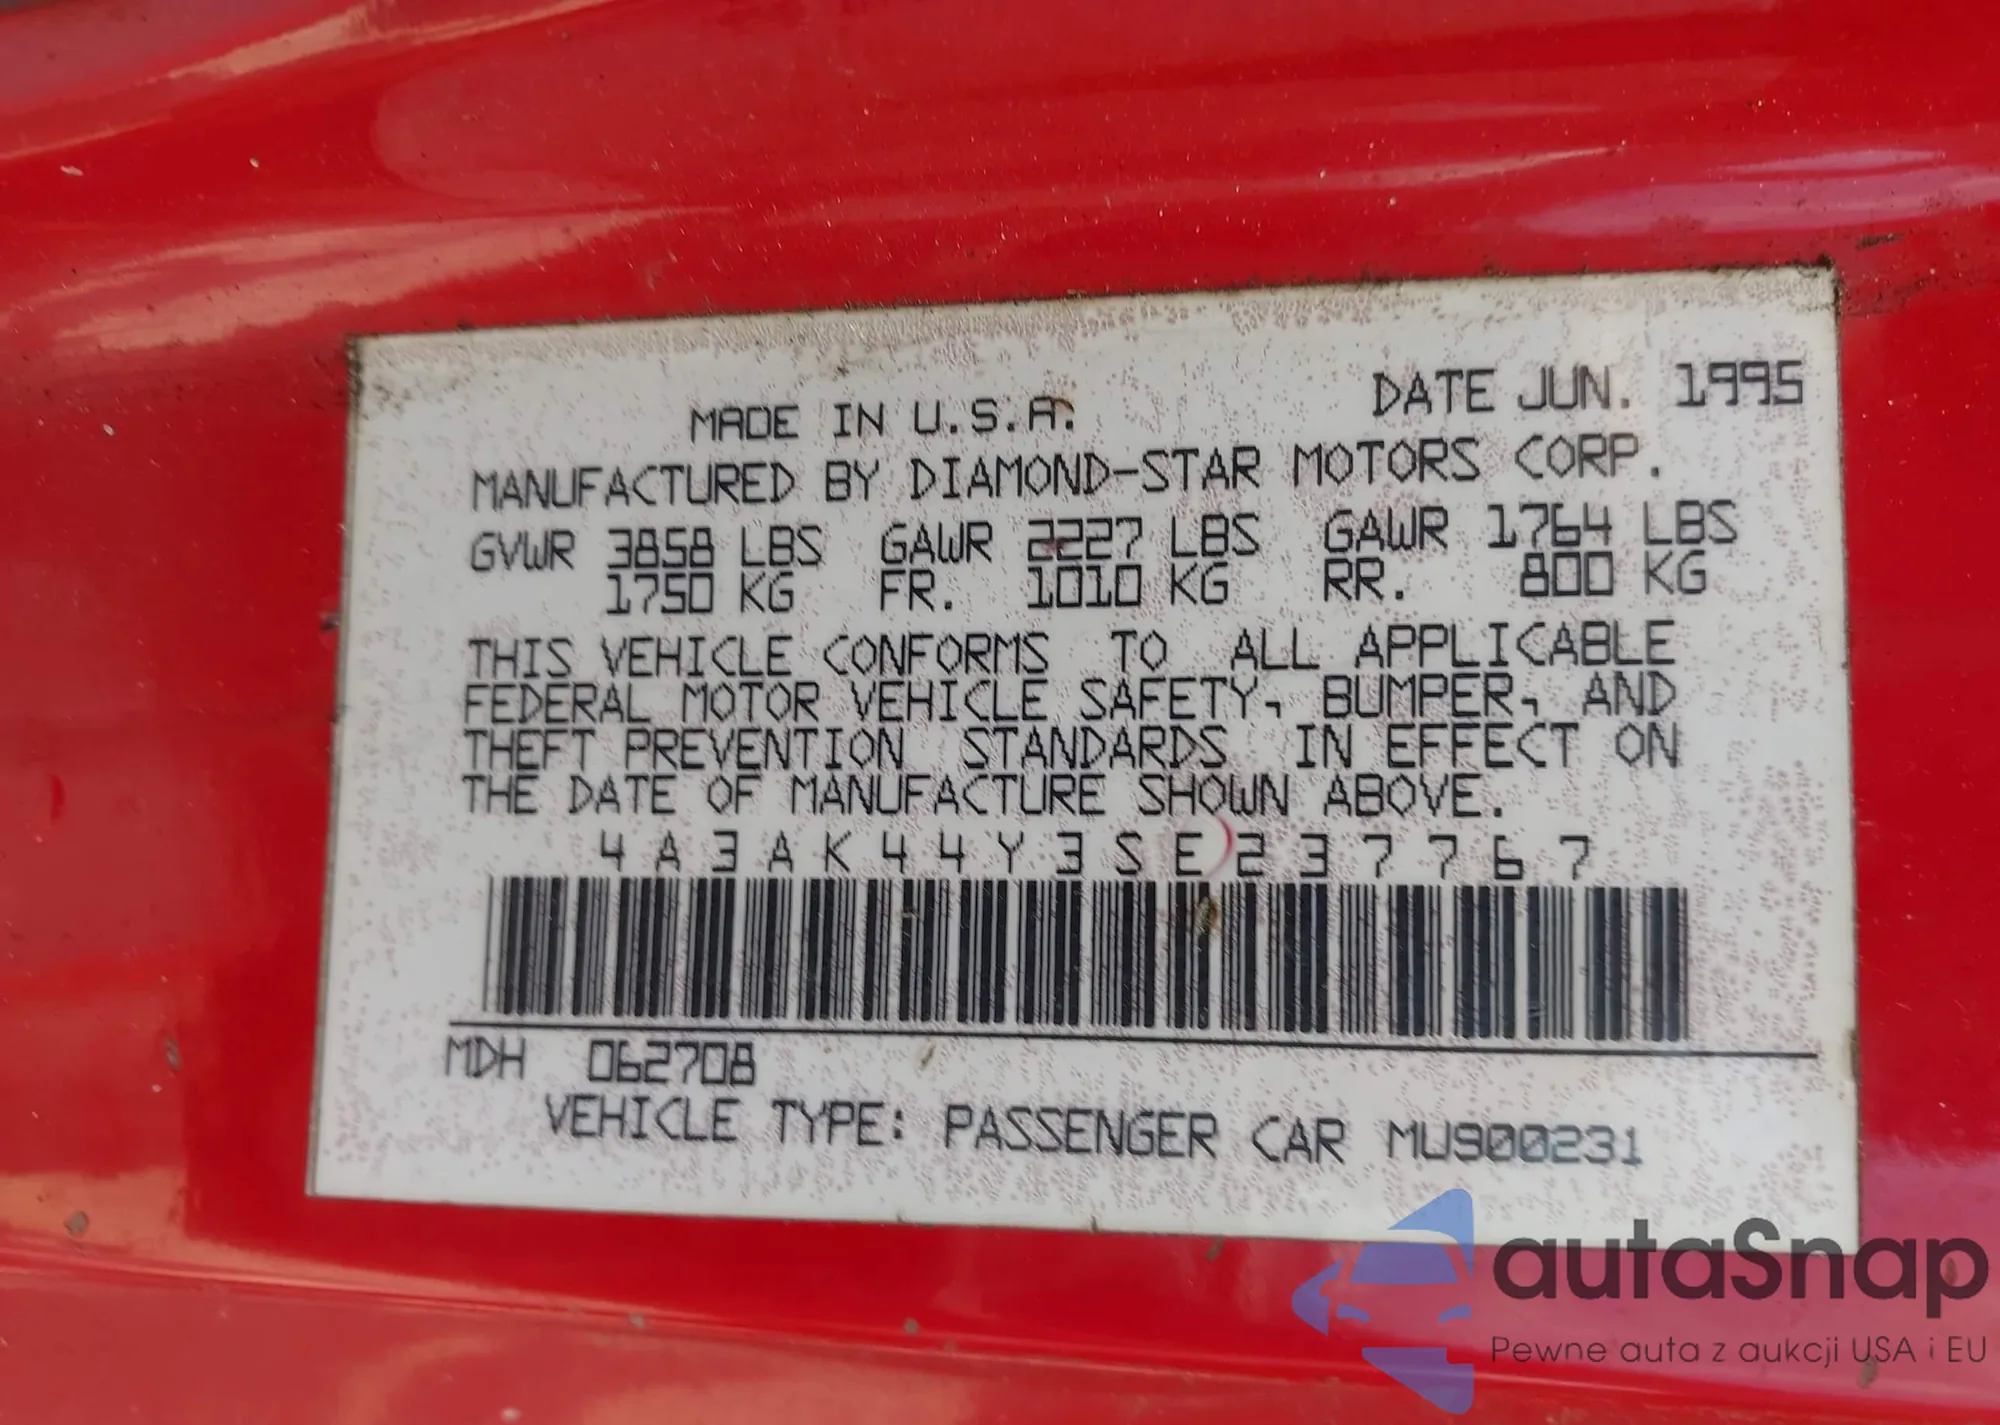 DATE JUN. 1995
MADE IN U.S.A.
MANUFACTURED BY DIAMOND-STAR MOTORS CORP.
GVWR 3858 LBS GAWR 2227 LBS GAWR 1764 LBS
1750 KG FR. 1010 KG RR. 800 KG
THIS VEHICLE CONFORMS TO ALL APPLICABLE
FEDERAL MOTOR VEHICLE SAFETY, BUMPER, AND
THEFT PREVENTION STANDARDS IN EFFECT ON
THE DATE OF MANUFACTURE SHOWN ABOVE.
4A3AK44Y3SE237767
MDH 062708
VEHICLE TYPE: PASSENGER CAR MU900231
autaSnap
Pewne auta z aukcji USA i EU